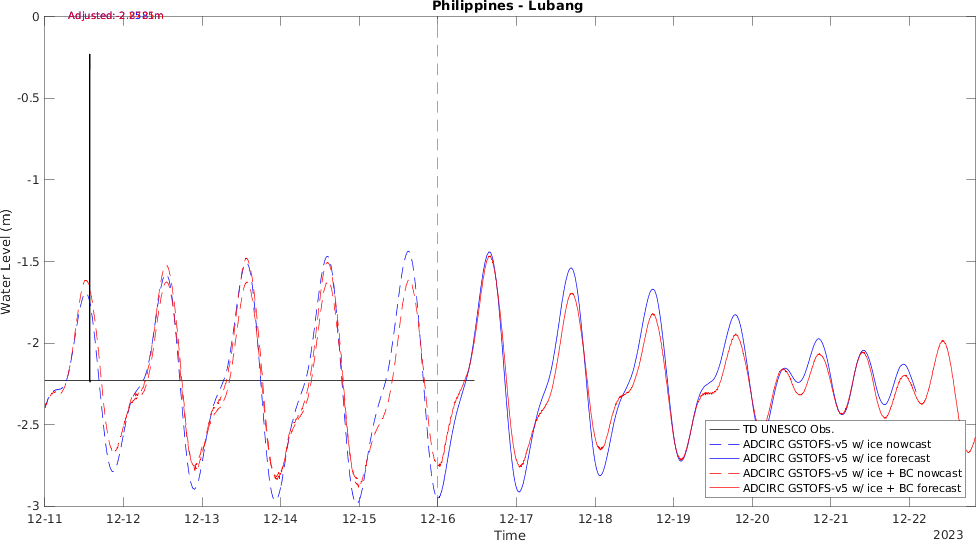 Philippines - Lubang
Adjusted:
0
-0.5
-1
-1.5
-2
-2.5
-3
Water Level (m)
12-11 12-12 12-13 12-14 12-15 12-16 12-17 12-18 12-19 12-20 12-21 12-22
Time
2023
TD UNESCO Obs.
ADCIRC GSTOFS-v5 w/ ice nowcast
ADCIRC GSTOFS-v5 w/ ice forecast
ADCIRC GSTOFS-v5 w/ ice + BC nowcast
ADCIRC GSTOFS-v5 w/ ice + BC forecast